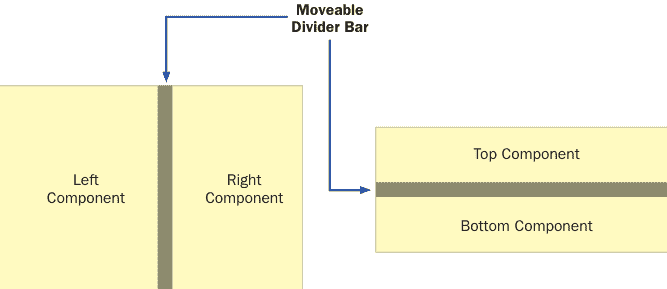 Moveable
Divider Bar
Left
Component
Right
Component
Top Component
Bottom Component